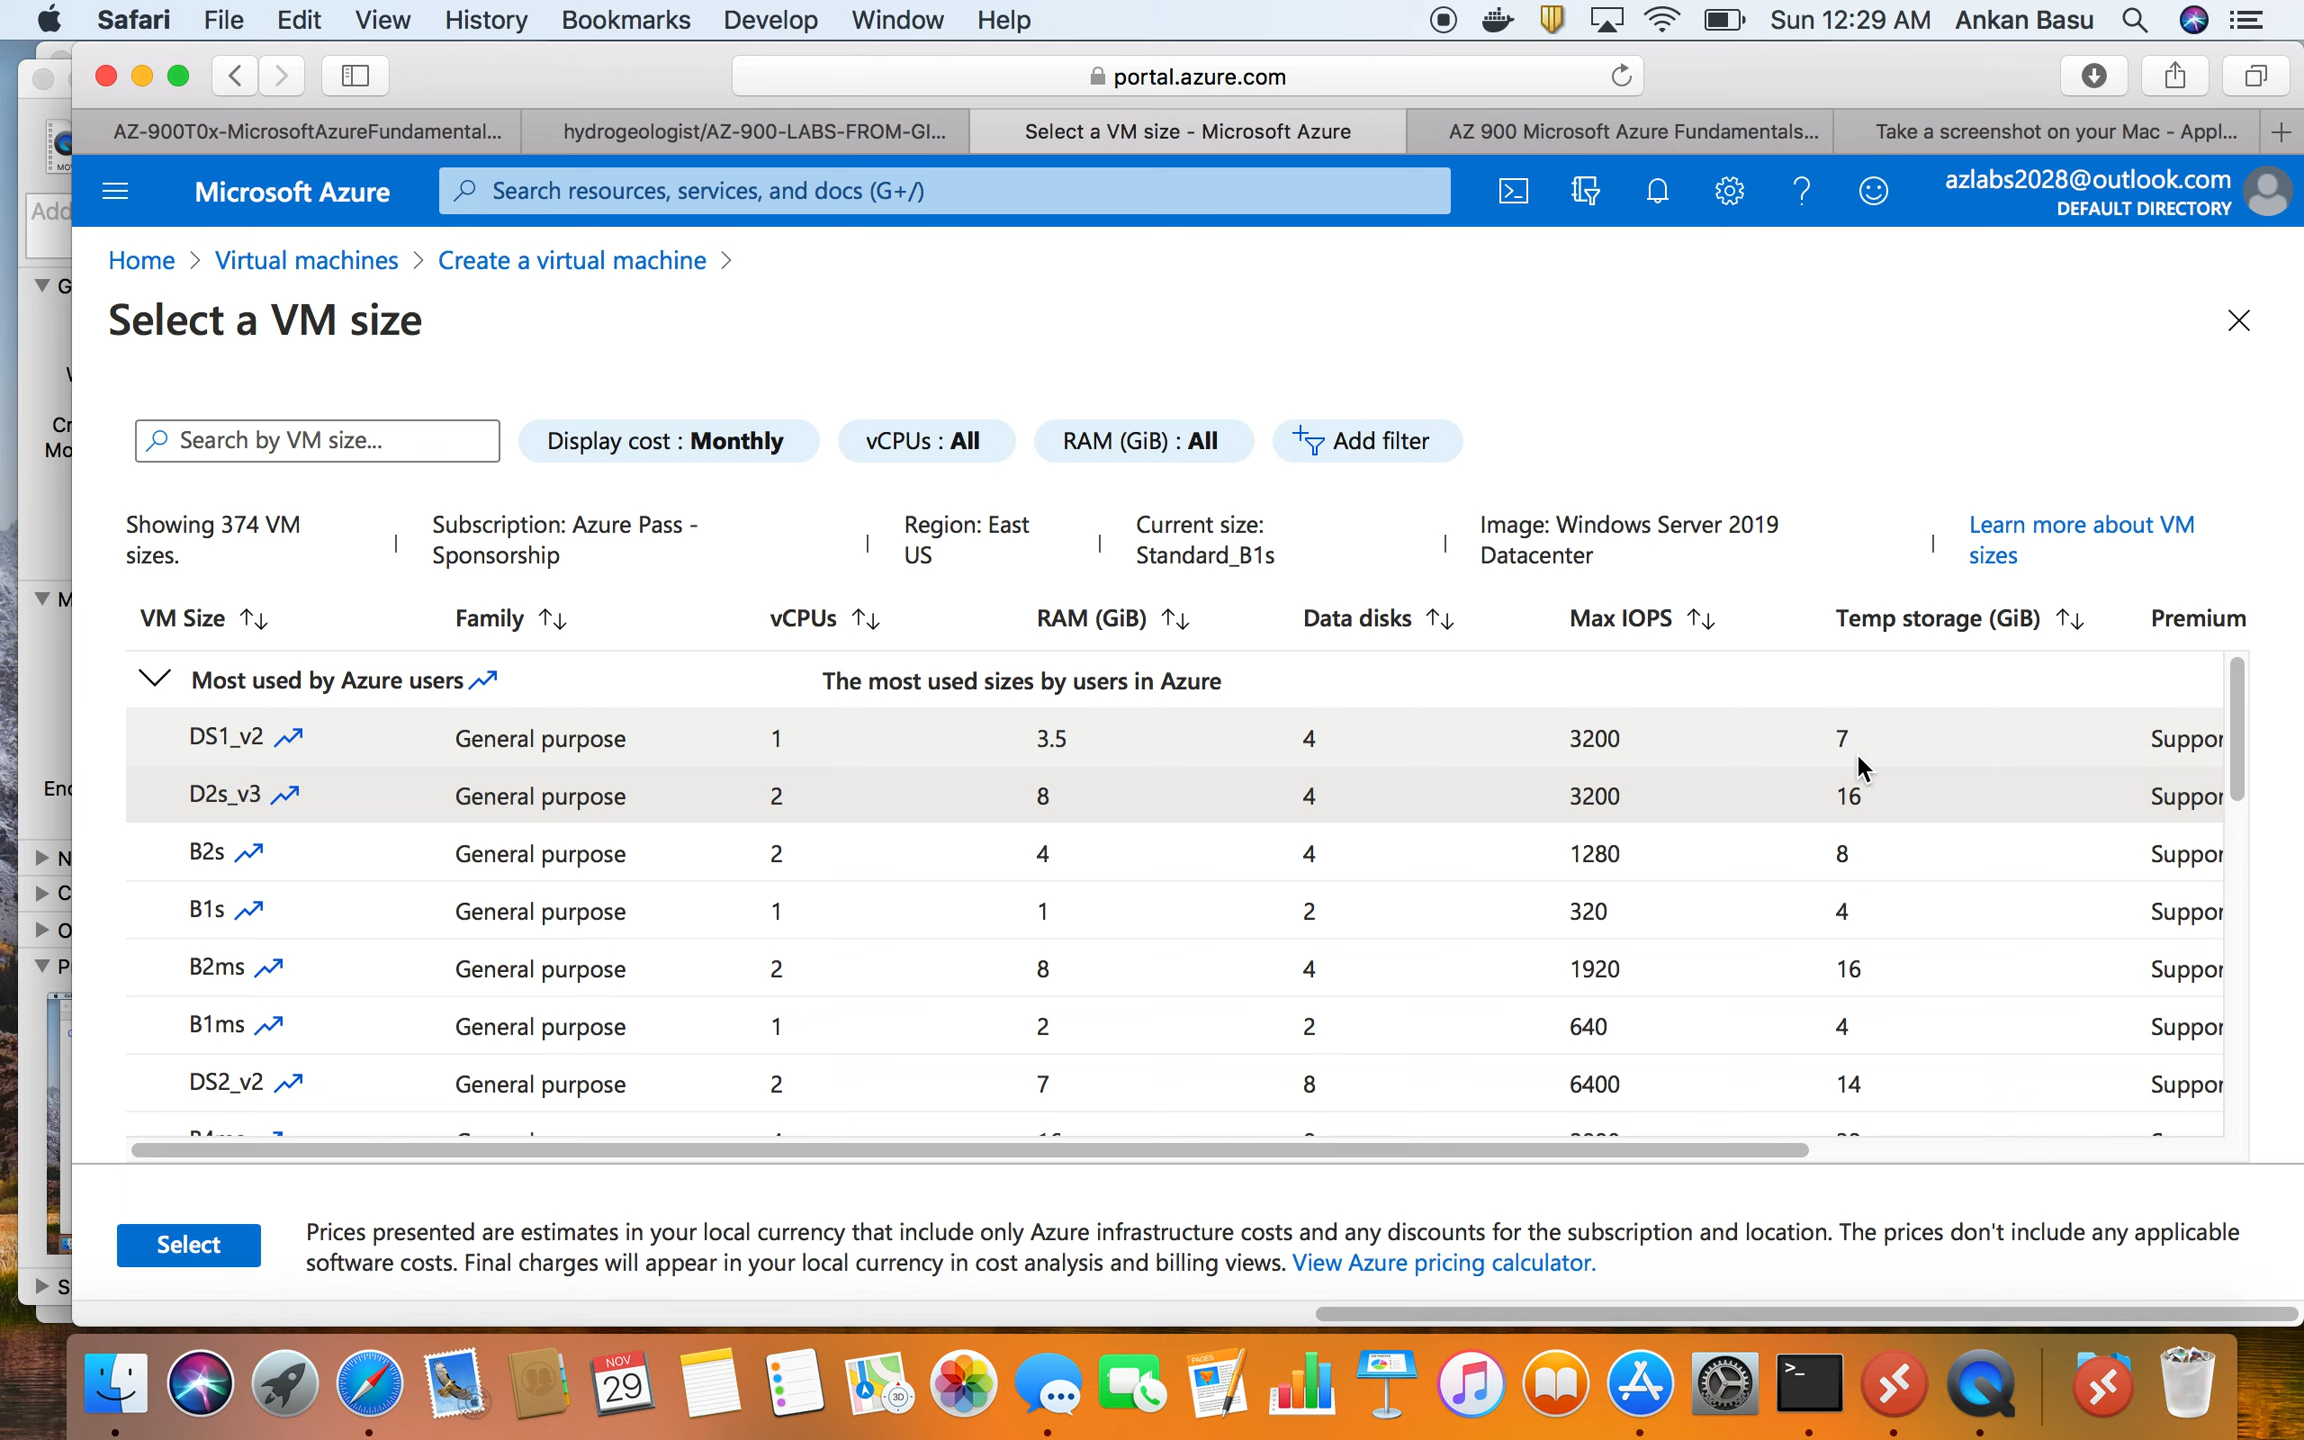 Safari File Edit View History Bookmarks Develop Window Help Sun 12:29 AM Ankan Basu
portal.azure.com
AZ-900T0x-MicrosoftAzureFundamental... hydrogeologist/AZ-900-LABS-FROM-GI... Select a VM size - Microsoft Azure AZ 900 Microsoft Azure Fundamentals... Take a screenshot on your Mac - Appl...
Microsoft Azure Search resources, services, and docs (G+/) azlabs2028@outlook.com
DEFAULT DIRECTORY
Home > Virtual machines > Create a virtual machine >
Select a VM size
Search by VM size... Display cost : Monthly vCPUs : All RAM (GiB) : All Add filter
Showing 374 VM sizes. | Subscription: Azure Pass - Sponsorship | Region: East US | Current size: Standard_B1s | Image: Windows Server 2019 Datacenter | Learn more about VM sizes
VM Size Family vCPUs RAM (GiB) Data disks Max IOPS Temp storage (GiB) Premium
Most used by Azure users The most used sizes by users in Azure
DS1_v2 General purpose 1 3.5 4 3200 7 Suppor
D2s_v3 General purpose 2 8 4 3200 16 Suppor
B2s General purpose 2 4 4 1280 8 Suppor
B1s General purpose 1 1 2 320 4 Suppor
B2ms General purpose 2 8 4 1920 16 Suppor
B1ms General purpose 1 2 2 640 4 Suppor
DS2_v2 General purpose 2 7 8 6400 14 Suppor
Select
Prices presented are estimates in your local currency that include only Azure infrastructure costs and any discounts for the subscription and location. The prices don't include any applicable
software costs. Final charges will appear in your local currency in cost analysis and billing views. View Azure pricing calculator.
Add
Cr
Mo
Enc
NOV
29
PAGES
3D